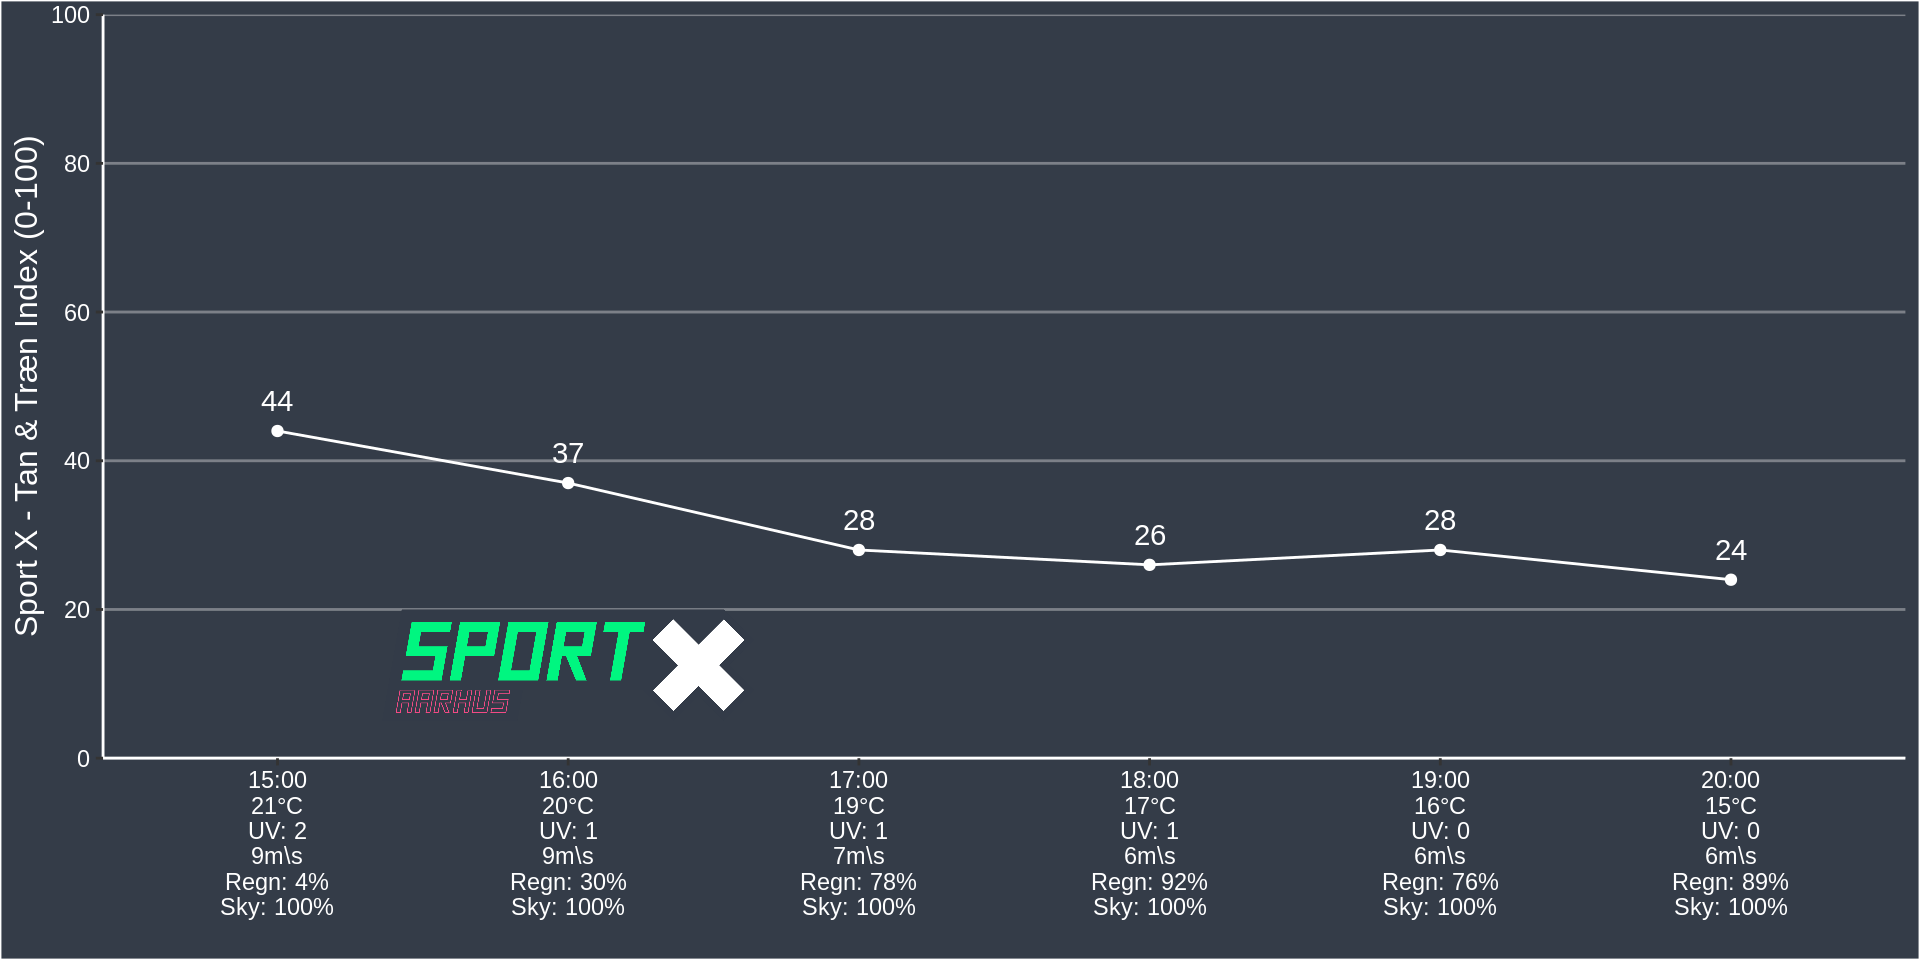 Sport X - Tan & Træn Index (0-100)
100
80
60
40
20
0
44
37
28
26
28
24
SPORT X
AARHUS
15:00
21°C
UV: 2
9m\s
Regn: 4%
Sky: 100%
16:00
20°C
UV: 1
9m\s
Regn: 30%
Sky: 100%
17:00
19°C
UV: 1
7m\s
Regn: 78%
Sky: 100%
18:00
17°C
UV: 1
6m\s
Regn: 92%
Sky: 100%
19:00
16°C
UV: 0
6m\s
Regn: 76%
Sky: 100%
20:00
15°C
UV: 0
6m\s
Regn: 89%
Sky: 100%